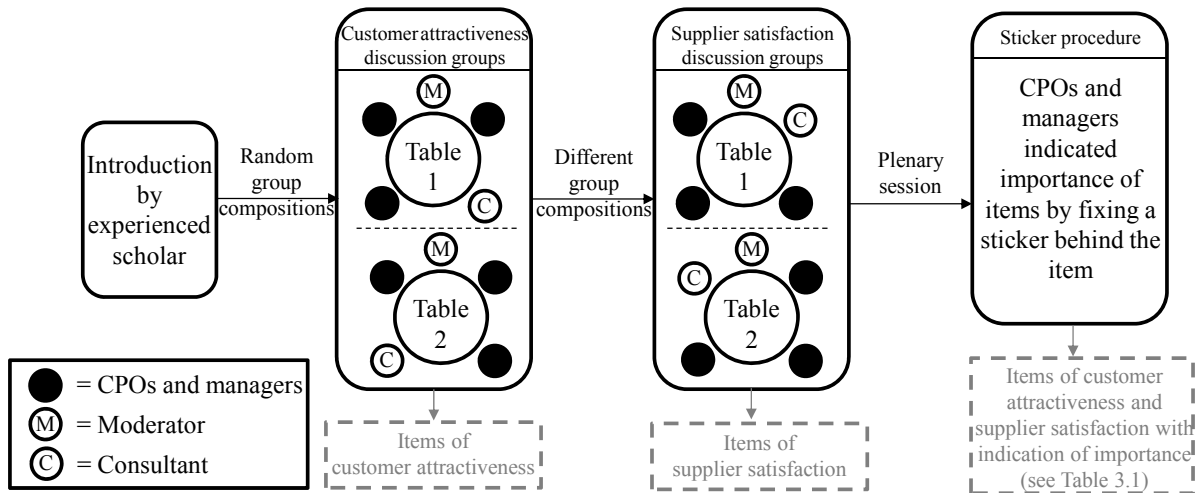 Introduction
by
experienced
scholar
Random
group
compositions
Customer attractiveness
discussion groups
M
Table
1
C
M
Table
2
C
Different
group
compositions
Supplier satisfaction
discussion groups
M
C
Table
1
M
C
Table
2
Plenary
session
Sticker procedure
CPOs and
managers
indicated
importance of
items by fixing a
sticker behind the
item
= CPOs and managers
M = Moderator
C = Consultant
Items of
customer attractiveness
Items of
supplier satisfaction
Items of customer
attractiveness and
supplier satisfaction with
indication of importance
(see Table 3.1)